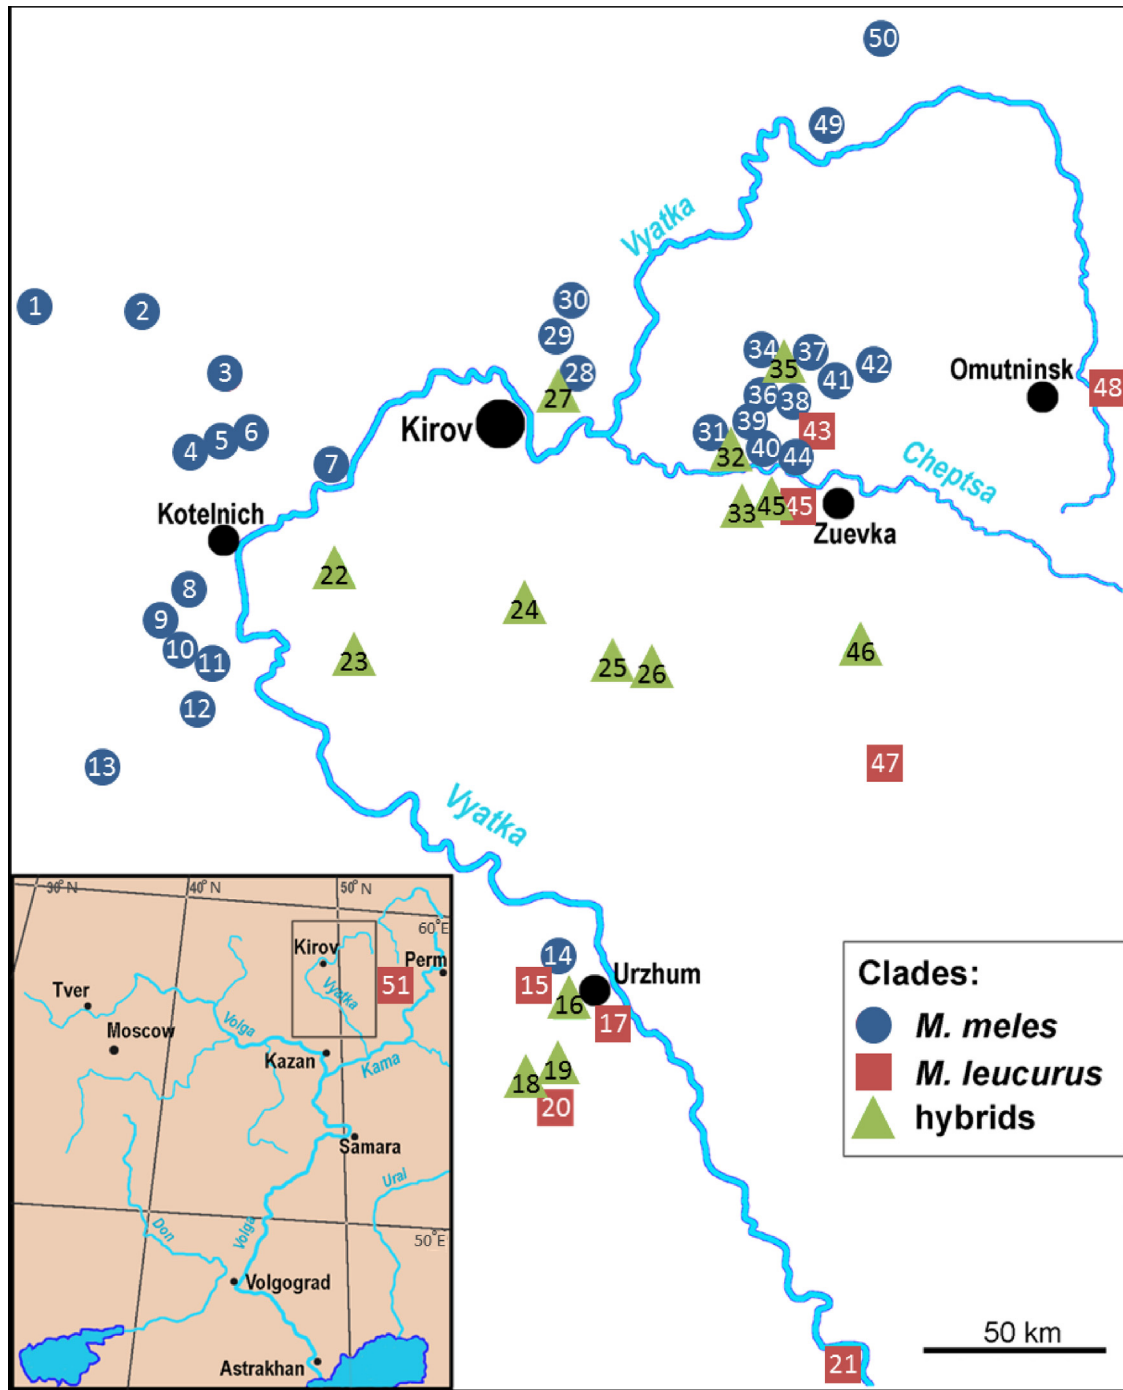 50
49
Vyatka
1
2
30
29
3
28
27
34
37
35
42
41
Omutninsk
48
36
38
Kirov
39
43
31
6
5
4
40
44
32
7
Cheptsa
Kotelnich
33
45
45
Zuevka
22
8
24
9
10
11
23
25
26
46
12
13
47
Vyatka
14
15
Urzhum
16
17
19
18
20
21
30°N
40°N
50°N
60°E
Kirov
Perm
51
Tver
Vyatka
Moscow
Volga
Kazan
Kama
Samara
Ural
Don
Volga
50°E
Volgograd
Astrakhan
Clades:
M. meles
M. leucurus
hybrids
50 km